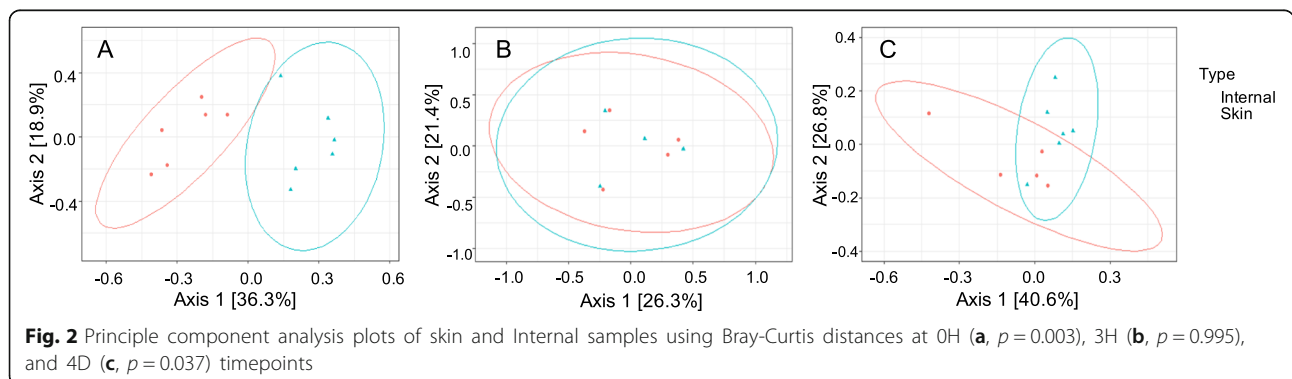 A
B
C
Axis 2 [18.9%]
0.4
0.0
-0.4
-0.6
-0.3
0.0
0.3
0.6
Axis 1 [36.3%]
Axis 2 [21.4%]
1.0
0.5
0.0
-0.5
-1.0
-1.0
-0.6
0.0
0.6
1.0
Axis 1 [26.3%]
Axis 2 [26.8%]
0.4
0.2
0.0
-0.2
-0.4
-0.6
-0.3
0.0
0.3
Axis 1 [40.6%]
Type
Internal
Skin
Fig. 2 Principle component analysis plots of skin and Internal samples using Bray-Curtis distances at 0H (a, p = 0.003), 3H (b, p = 0.995),
and 4D (c, p = 0.037) timepoints